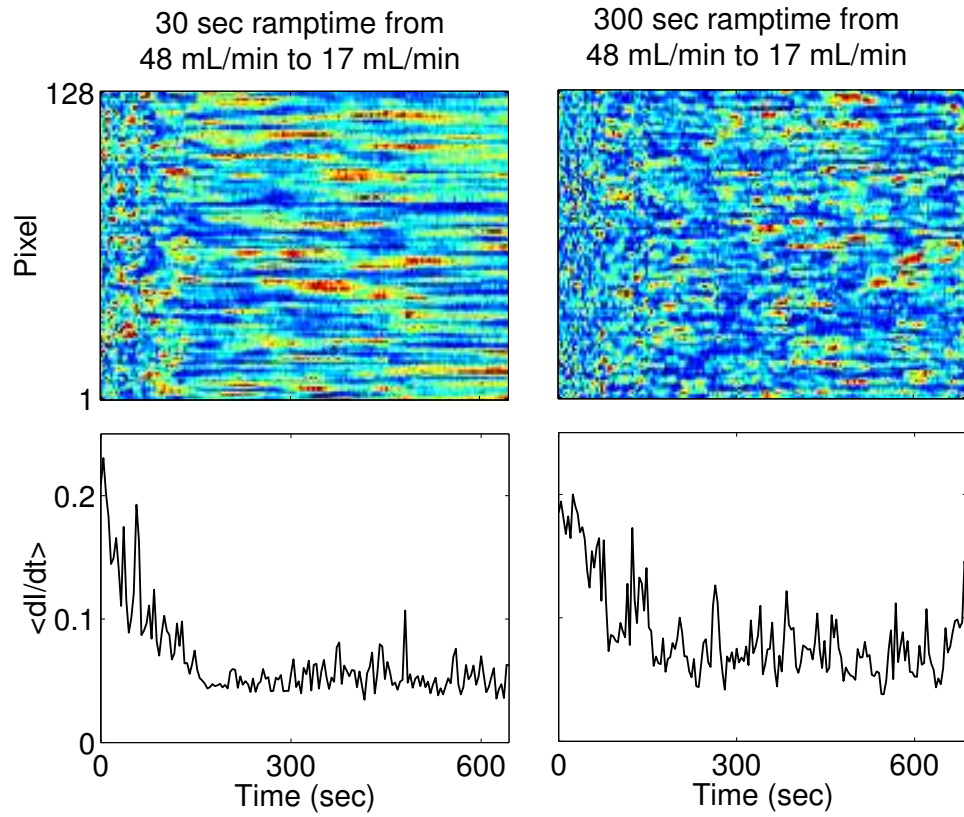 30 sec ramptime from
48 mL/min to 17 mL/min
300 sec ramptime from
48 mL/min to 17 mL/min
128
Pixel
1
0.2
0.1
0
<dI/dt>
0
300
600
Time (sec)
0
300
600
Time (sec)